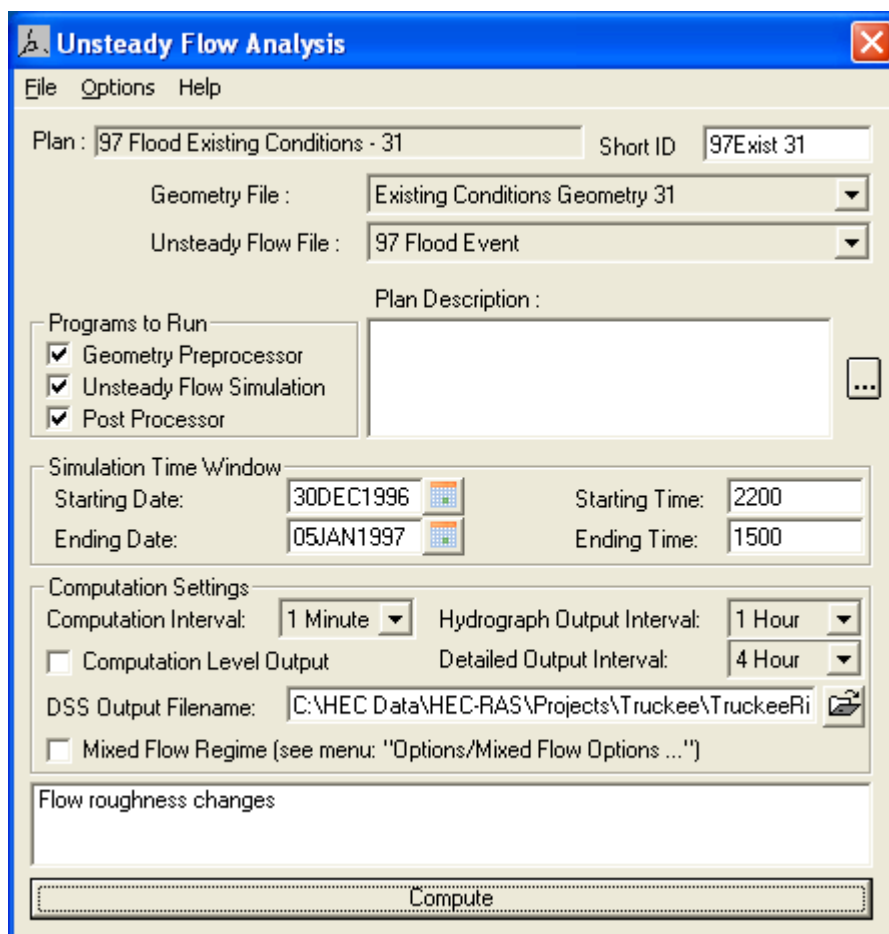 Unsteady Flow Analysis
File Options Help
Plan : 97 Flood Existing Conditions - 31 Short ID 97Exist 31
Geometry File : Existing Conditions Geometry 31
Unsteady Flow File : 97 Flood Event
Plan Description :
Programs to Run
Geometry Preprocessor
Unsteady Flow Simulation
Post Processor
...
Simulation Time Window
Starting Date: 30DEC1996 Starting Time: 2200
Ending Date: 05JAN1997 Ending Time: 1500
Computation Settings
Computation Interval: 1 Minute Hydrograph Output Interval: 1 Hour
Computation Level Output Detailed Output Interval: 4 Hour
DSS Output Filename: C:\HEC Data\HEC-RAS\Projects\Truckee\TruckeeRi
Mixed Flow Regime (see menu: "Options/Mixed Flow Options ...")
Flow roughness changes
Compute